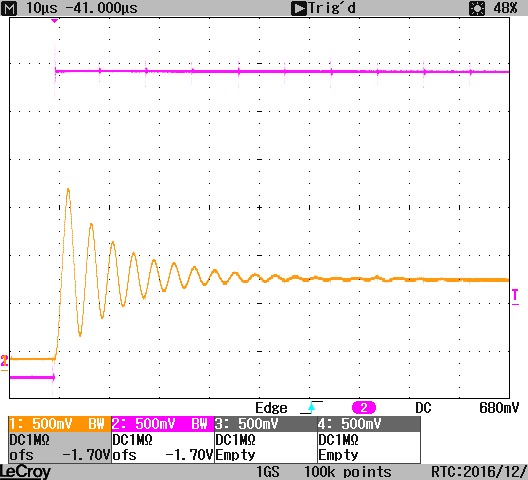 M 10μs -41.000μs Trig'd 48%
T
2
Edge 2 DC 680mV
1: 500mV BW 2: 500mV BW 3: 500mV 4: 500mV
DC1MΩ DC1MΩ DC1MΩ DC1MΩ
ofs -1.70V ofs -1.70V Empty Empty
LeCroy 1GS 100k points RTC:2016/12/